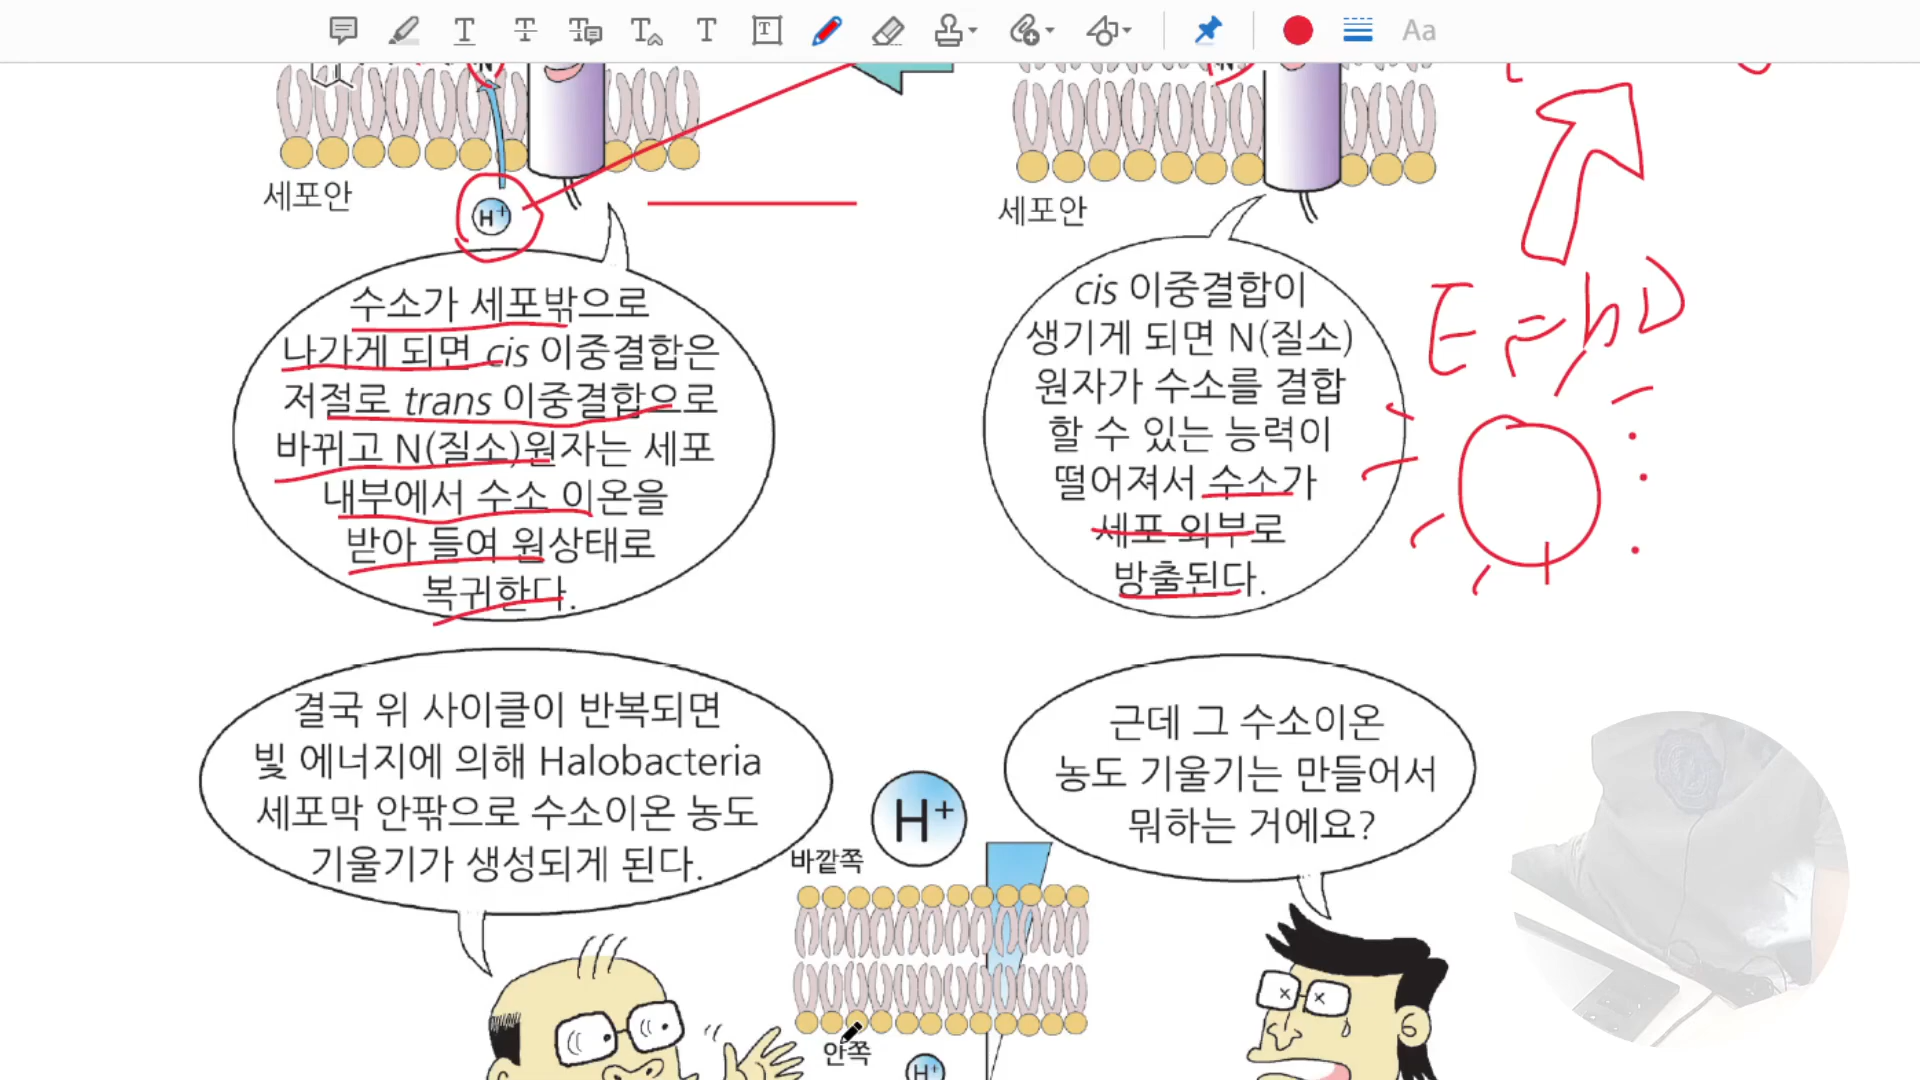 Aa
N
N
세포안
H+
세포안
수소가 세포밖으로
나가게 되면 cis 이중결합은
저절로 trans 이중결합으로
바뀌고 N(질소)원자는 세포
내부에서 수소 이온을
받아 들여 원상태로
복귀한다.
cis 이중결합이
생기게 되면 N(질소)
원자가 수소를 결합
할 수 있는 능력이
떨어져서 수소가
세포 외부로
방출된다.
E=hν
결국 위 사이클이 반복되면
빛 에너지에 의해 Halobacteria
세포막 안팎으로 수소이온 농도
기울기가 생성되게 된다.
근데 그 수소이온
농도 기울기는 만들어서
뭐하는 거에요?
H+
바깥쪽
안쪽
H+